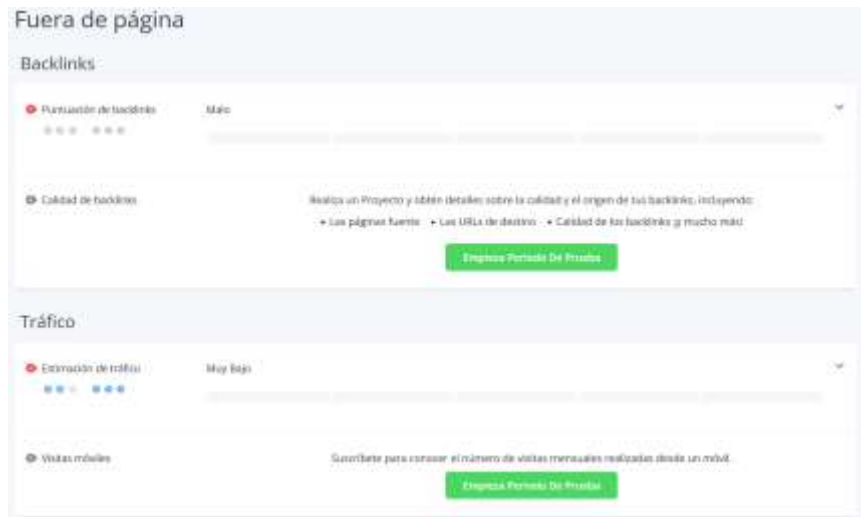 Fuera de página
Backlinks
Puntuación de backlinks
Malo
Calidad de backlinks
Realiza un Proyecto y obtén detalles sobre la calidad y el origen de tus backlinks, incluyendo:
• Las páginas fuente • Las URLs de destino • Calidad de los backlinks ¡y mucho más!
Empieza Periodo De Prueba
Tráfico
Estimación de tráfico
Muy Bajo
Visitas móviles
Suscríbete para conocer el número de visitas mensuales realizadas desde un móvil.
Empieza Periodo De Prueba